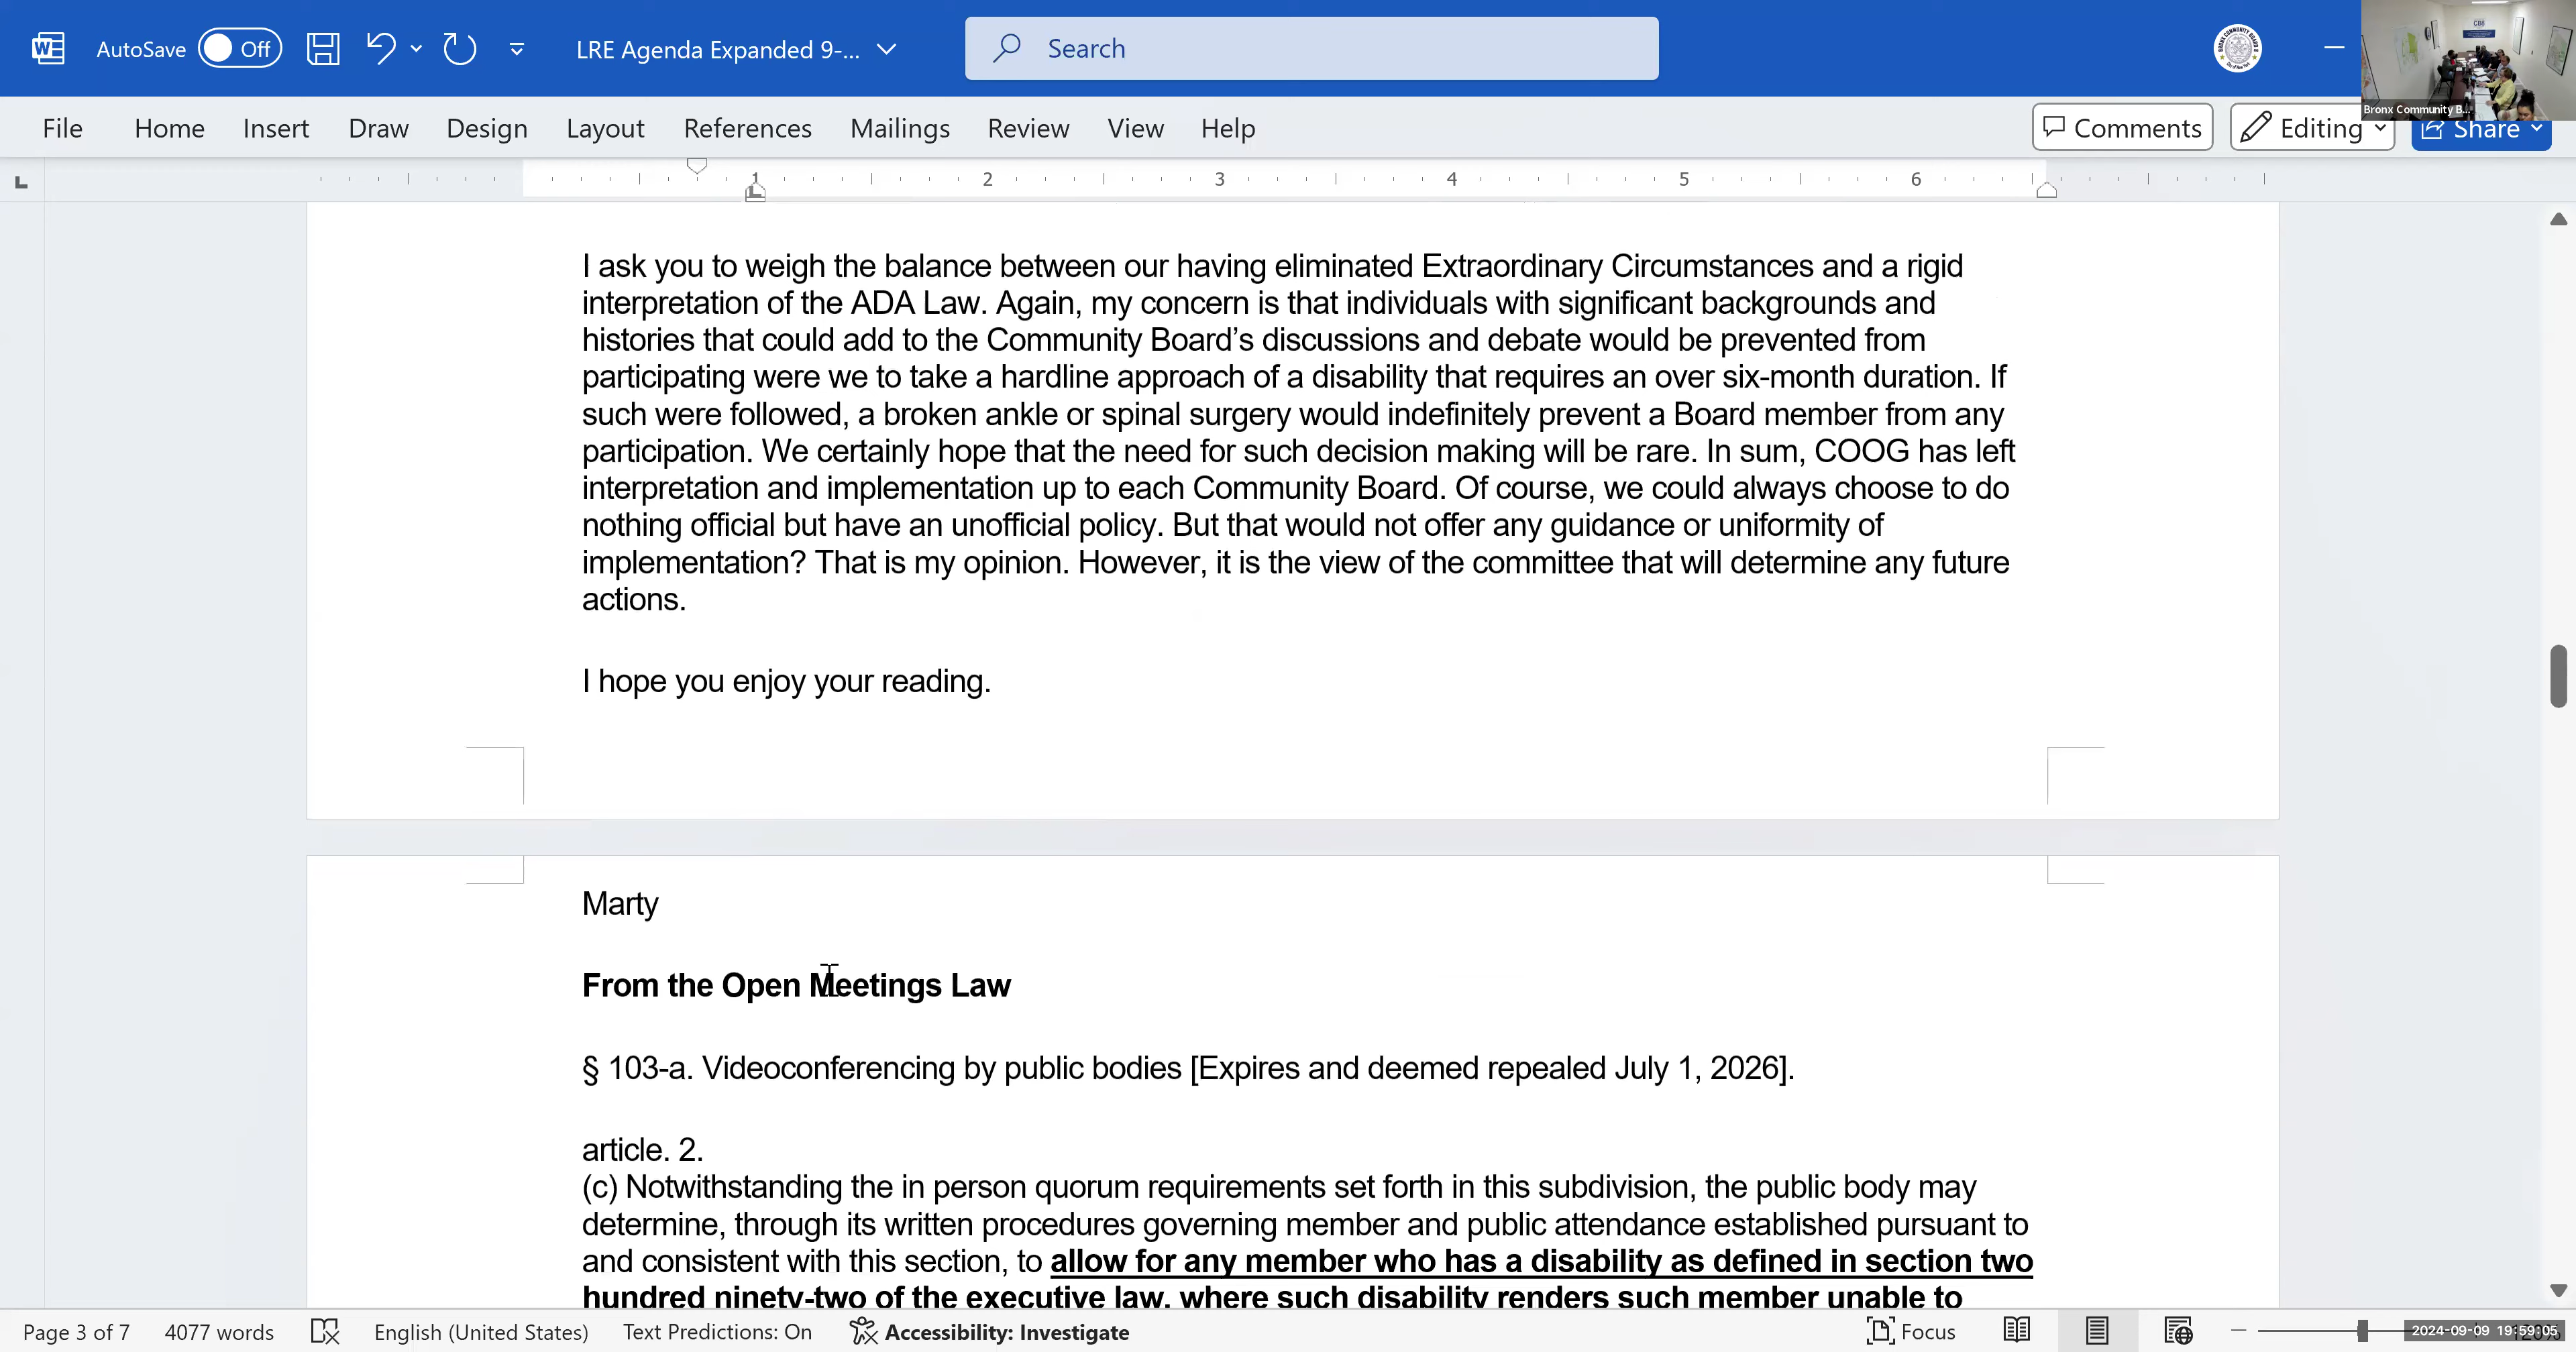 AutoSave Off LRE Agenda Expanded 9-... Search
Bronx Community B...
File Home Insert Draw Design Layout References Mailings Review View Help Comments Editing Share
1 2 3 4 5 6
I ask you to weigh the balance between our having eliminated Extraordinary Circumstances and a rigid
interpretation of the ADA Law. Again, my concern is that individuals with significant backgrounds and
histories that could add to the Community Board’s discussions and debate would be prevented from
participating were we to take a hardline approach of a disability that requires an over six-month duration. If
such were followed, a broken ankle or spinal surgery would indefinitely prevent a Board member from any
participation. We certainly hope that the need for such decision making will be rare. In sum, COOG has left
interpretation and implementation up to each Community Board. Of course, we could always choose to do
nothing official but have an unofficial policy. But that would not offer any guidance or uniformity of
implementation? That is my opinion. However, it is the view of the committee that will determine any future
actions.
I hope you enjoy your reading.
Marty
From the Open Meetings Law
§ 103-a. Videoconferencing by public bodies [Expires and deemed repealed July 1, 2026].
article. 2.
(c) Notwithstanding the in person quorum requirements set forth in this subdivision, the public body may
determine, through its written procedures governing member and public attendance established pursuant to
and consistent with this section, to allow for any member who has a disability as defined in section two
hundred ninety-two of the executive law, where such disability renders such member unable to
Page 3 of 7 4077 words English (United States) Text Predictions: On Accessibility: Investigate Focus 2024-09-09 19:59:05